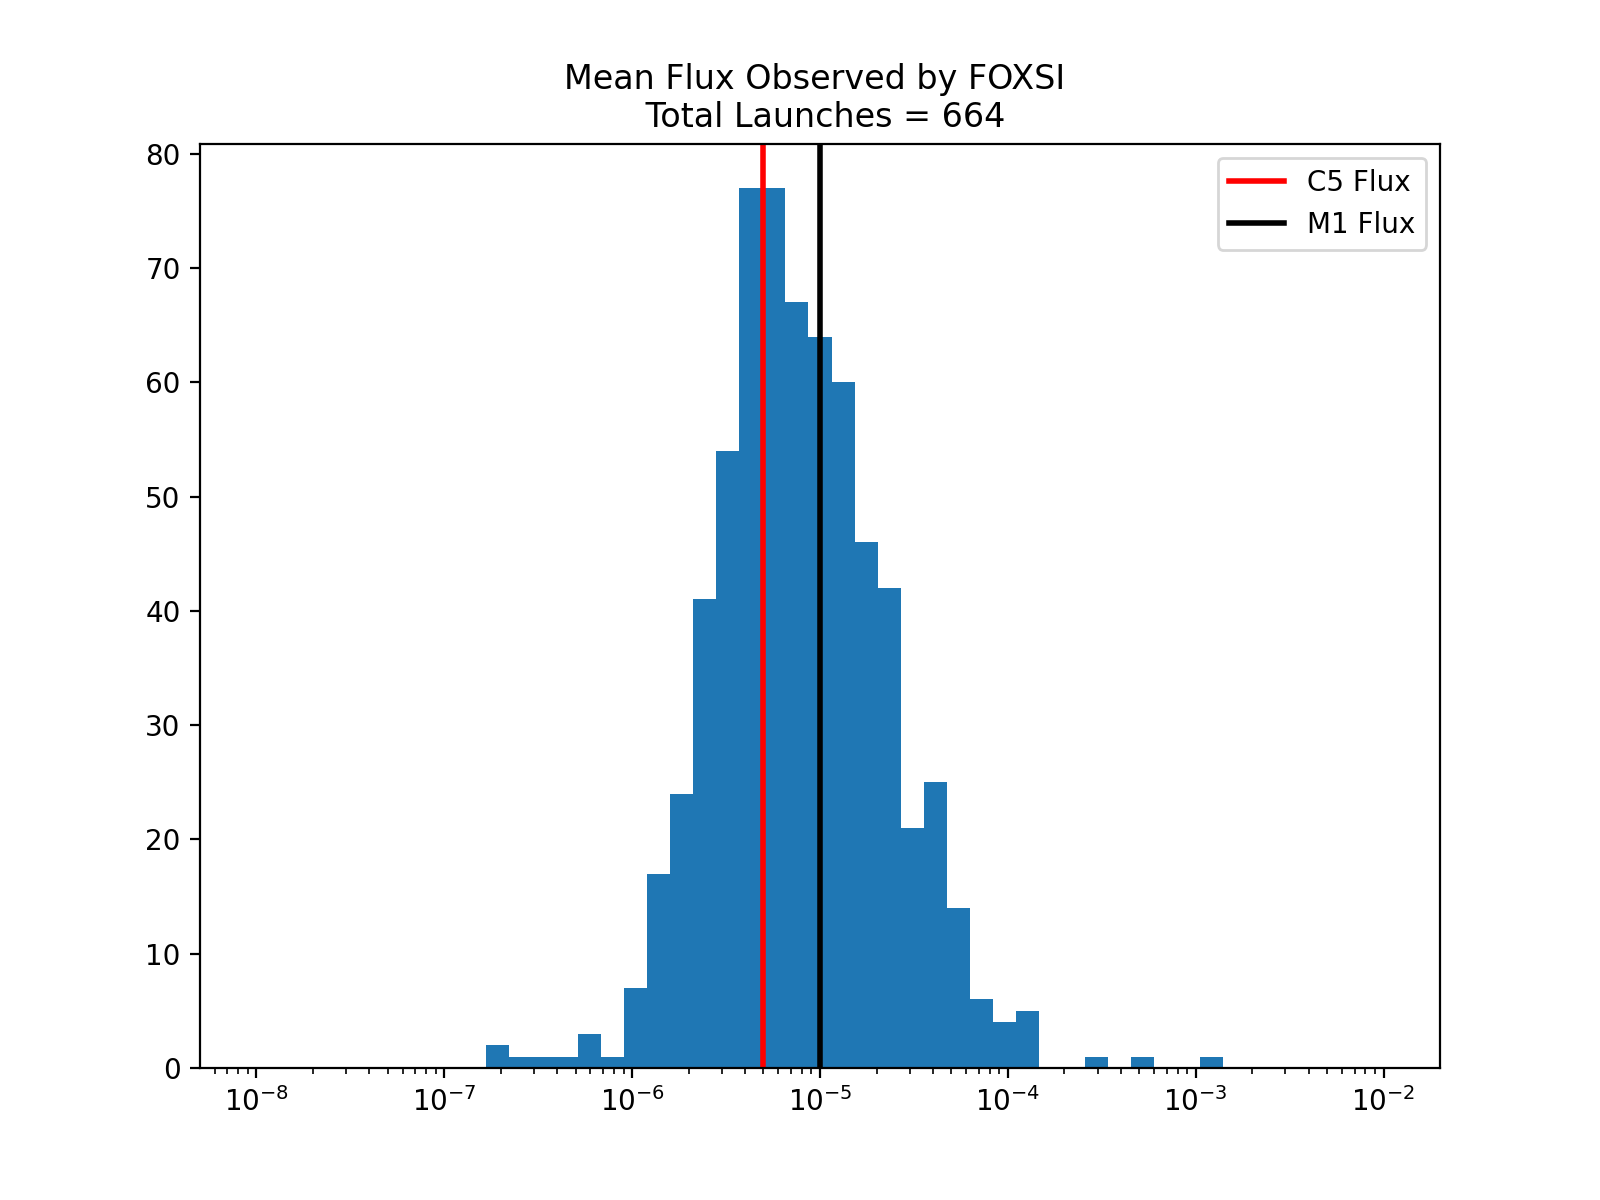 Mean Flux Observed by FOXSI
Total Launches = 664
C5 Flux
M1 Flux
80
70
60
50
40
30
20
10
0
10⁻⁸ 10⁻⁷ 10⁻⁶ 10⁻⁵ 10⁻⁴ 10⁻³ 10⁻²